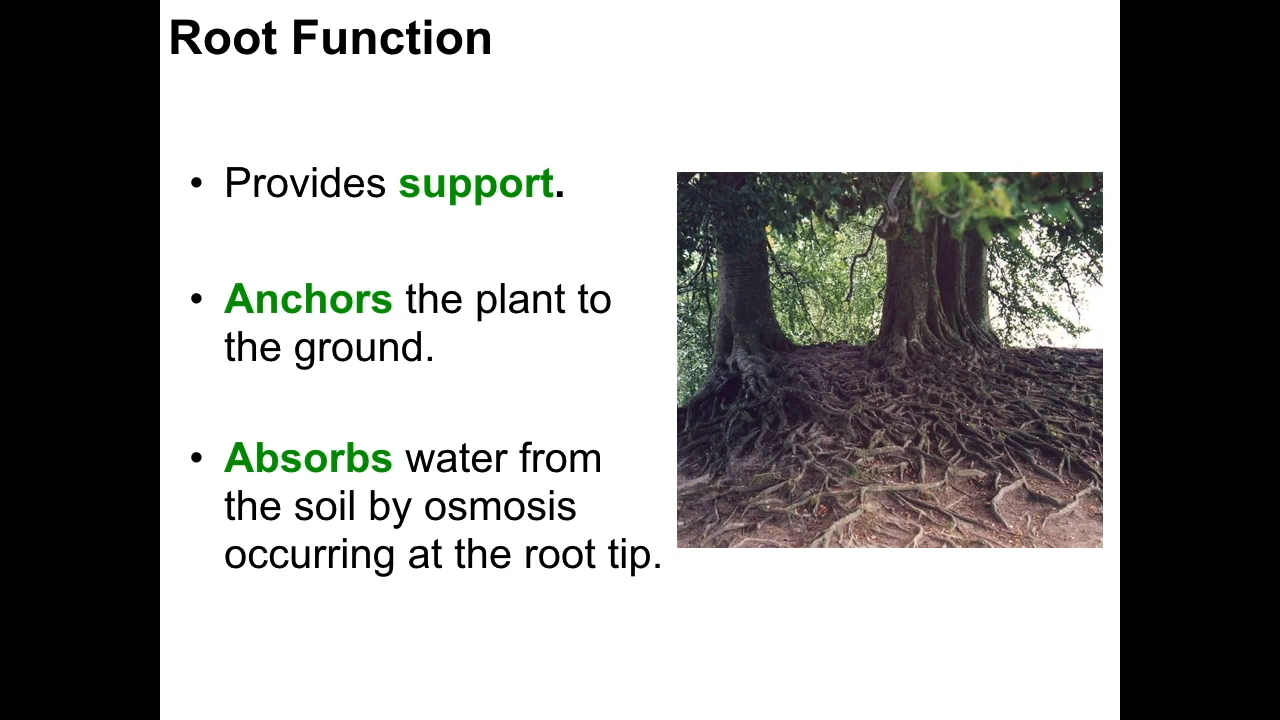 Root Function
• Provides support.
• Anchors the plant to
the ground.
• Absorbs water from
the soil by osmosis
occurring at the root tip.